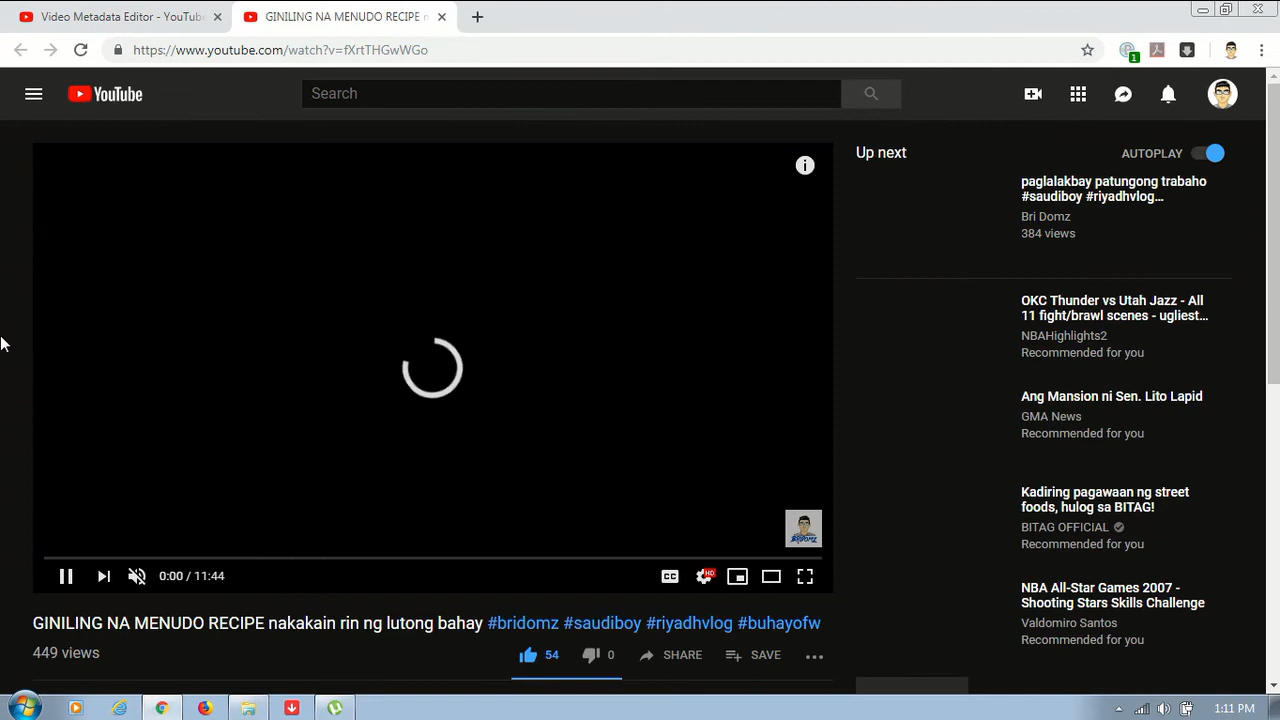 Video Metadata Editor - YouTube
GINILING NA MENUDO RECIPE
https://www.youtube.com/watch?v=fXrtTHGwWGo
1
YouTube
Search
Up next
AUTOPLAY
paglalakbay patungong trabaho
#saudiboy #riyadhvlog…
Bri Domz
384 views
OKC Thunder vs Utah Jazz - All
11 fight/brawl scenes - ugliest…
NBAHighlights2
Recommended for you
Ang Mansion ni Sen. Lito Lapid
GMA News
Recommended for you
Kadiring pagawaan ng street
foods, hulog sa BITAG!
BITAG OFFICIAL
Recommended for you
NBA All-Star Games 2007 -
Shooting Stars Skills Challenge
Valdomiro Santos
Recommended for you
BRIDOMZ
0:00 / 11:44
CC
HD
GINILING NA MENUDO RECIPE nakakain rin ng lutong bahay #bridomz #saudiboy #riyadhvlog #buhayofw
449 views
54
0
SHARE
SAVE
1:11 PM